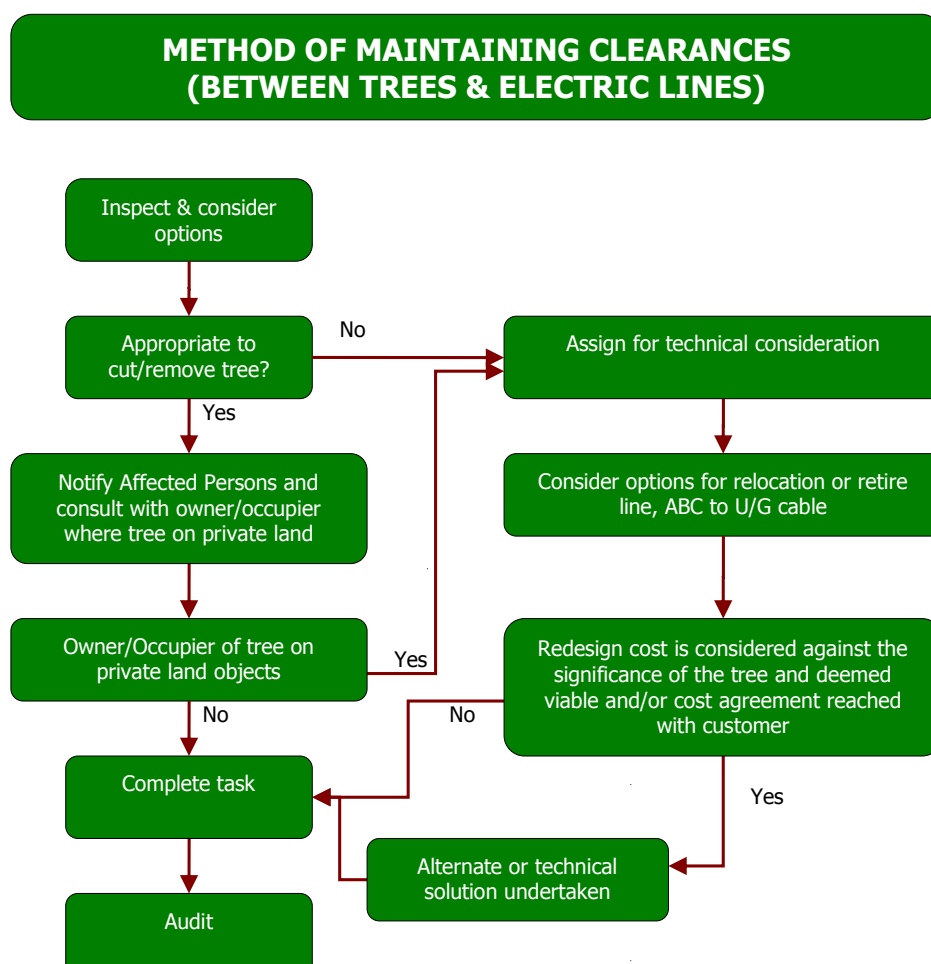 METHOD OF MAINTAINING CLEARANCES
(BETWEEN TREES & ELECTRIC LINES)
Inspect & consider
options
Appropriate to
cut/remove tree?
No
Assign for technical consideration
Yes
Notify Affected Persons and
consult with owner/occupier
where tree on private land
Consider options for relocation or retire
line, ABC to U/G cable
Owner/Occupier of tree on
private land objects
Yes
Redesign cost is considered against the
significance of the tree and deemed
viable and/or cost agreement reached
with customer
No
No
Complete task
Yes
Alternate or technical
solution undertaken
Audit